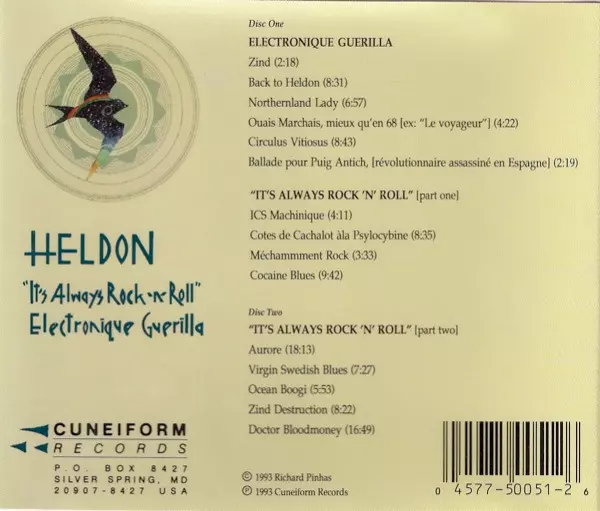 Disc One
ELECTRONIQUE GUERILLA
Zind (2:18)
Back to Heldon (8:31)
Northernland Lady (6:57)
Ouais Marchais, mieux qu'en 68 [ex: "Le voyageur"] (4:22)
Circulus Vitiosus (8:43)
Ballade pour Puig Antich, [révolutionnaire assassiné en Espagne] (2:19)
"IT'S ALWAYS ROCK 'N' ROLL" [part one]
ICS Machinique (4:11)
Cotes de Cachalot àla Psylocybine (8:35)
Méchammment Rock (3:33)
Cocaine Blues (9:42)
Disc Two
"IT'S ALWAYS ROCK 'N' ROLL" [part two]
Aurore (18:13)
Virgin Swedish Blues (7:27)
Ocean Boogi (5:53)
Zind Destruction (8:22)
Doctor Bloodmoney (16:49)
© 1993 Richard Pinhas
℗ 1993 Cuneiform Records
HELDON
"It's Always Rock-n-Roll"
Electronique Guerilla
CUNEIFORM
RECORDS
P.O. BOX 8427
SILVER SPRING, MD
20907-8427 USA
0 4577-50051-2 6